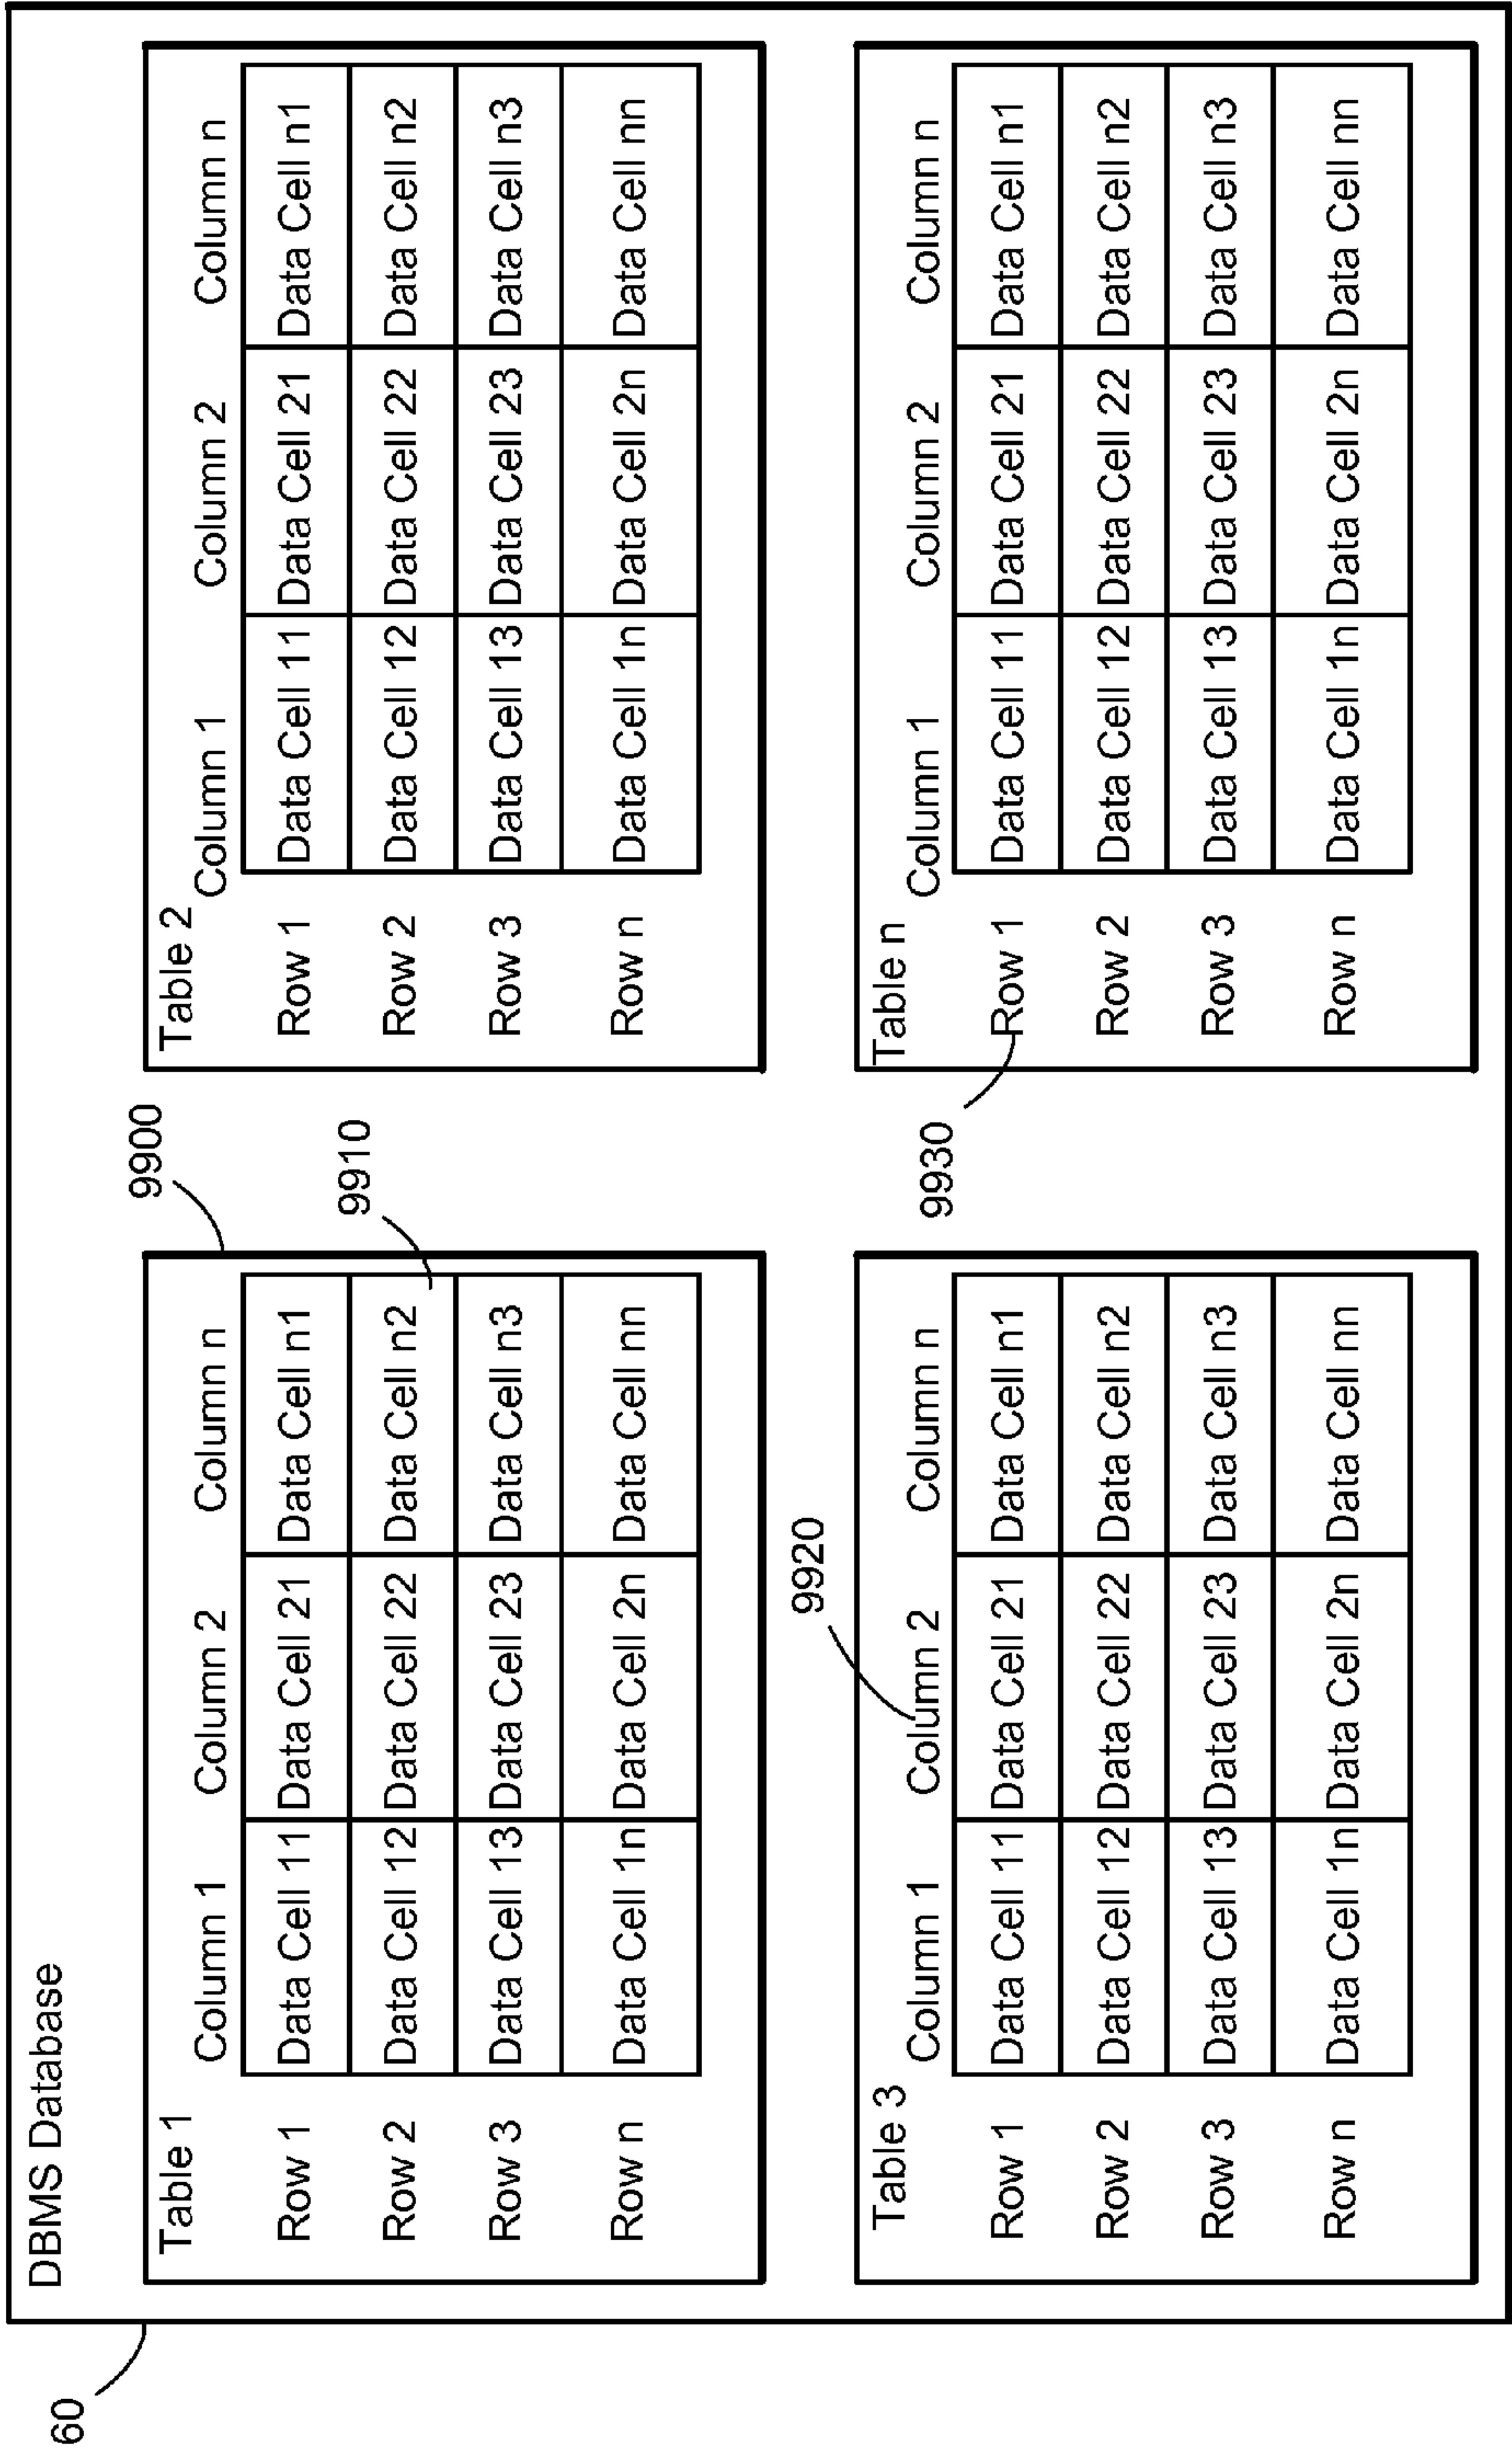 60
DBMS Database
9900
9910
Table 1
Column 1 Column 2 Column n
Row 1 Data Cell 11 Data Cell 21 Data Cell n1
Row 2 Data Cell 12 Data Cell 22 Data Cell n2
Row 3 Data Cell 13 Data Cell 23 Data Cell n3
Row n Data Cell 1n Data Cell 2n Data Cell nn
Table 2
Column 1 Column 2 Column n
Row 1 Data Cell 11 Data Cell 21 Data Cell n1
Row 2 Data Cell 12 Data Cell 22 Data Cell n2
Row 3 Data Cell 13 Data Cell 23 Data Cell n3
Row n Data Cell 1n Data Cell 2n Data Cell nn
9920
Table 3
Column 1 Column 2 Column n
Row 1 Data Cell 11 Data Cell 21 Data Cell n1
Row 2 Data Cell 12 Data Cell 22 Data Cell n2
Row 3 Data Cell 13 Data Cell 23 Data Cell n3
Row n Data Cell 1n Data Cell 2n Data Cell nn
9930
Table n
Column 1 Column 2 Column n
Row 1 Data Cell 11 Data Cell 21 Data Cell n1
Row 2 Data Cell 12 Data Cell 22 Data Cell n2
Row 3 Data Cell 13 Data Cell 23 Data Cell n3
Row n Data Cell 1n Data Cell 2n Data Cell nn